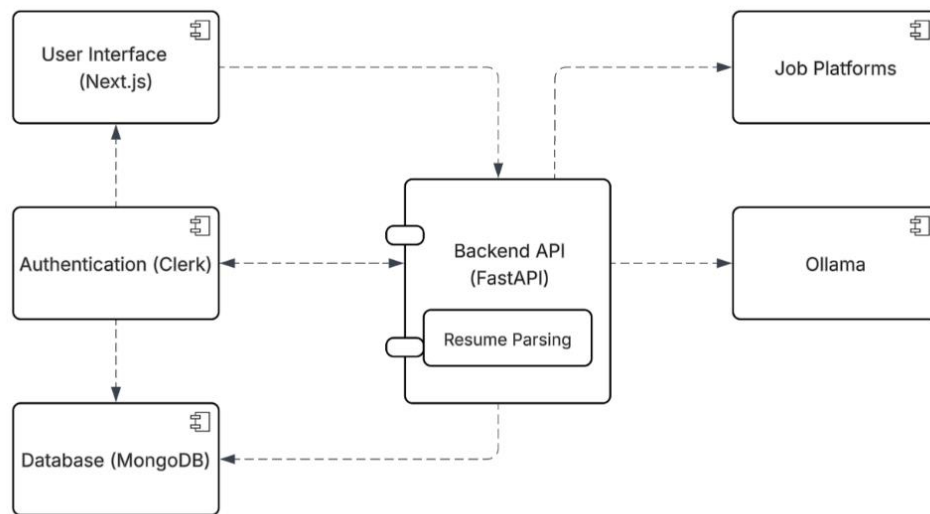 User Interface
(Next.js)
Job Platforms
Authentication (Clerk)
Backend API
(FastAPI)
Ollama
Resume Parsing
Database (MongoDB)